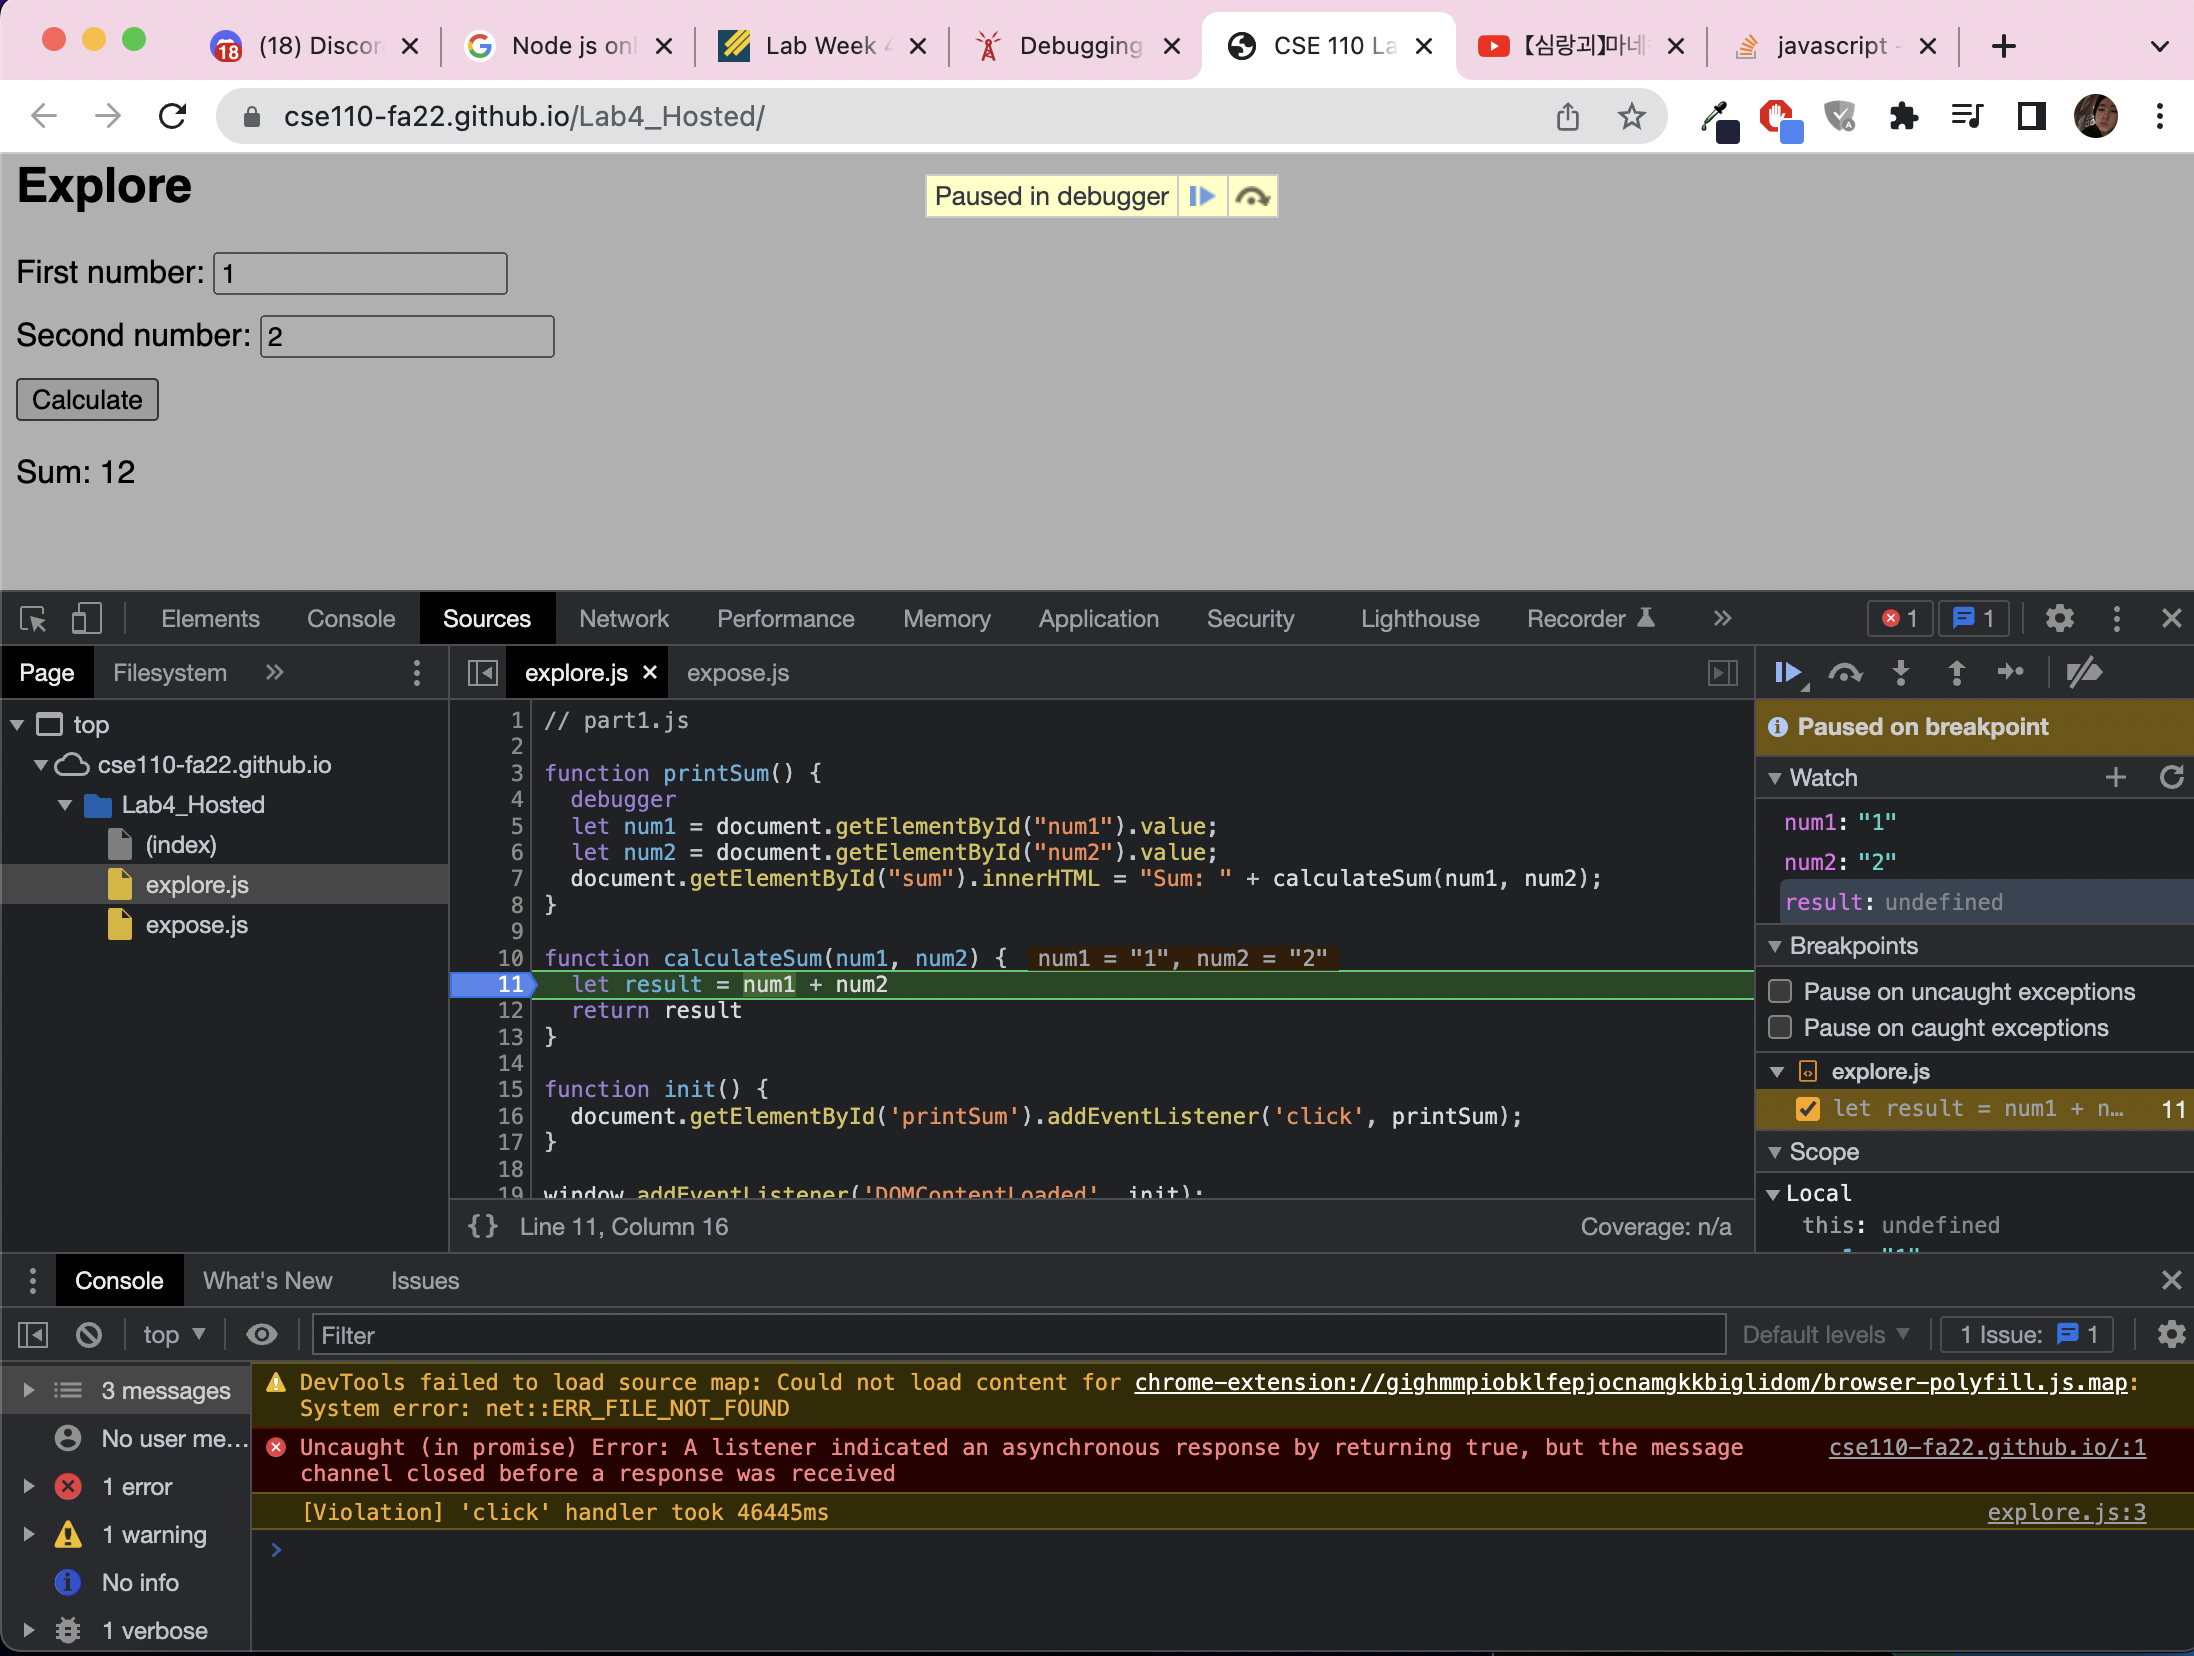 (18) Discor
Node js onl
Lab Week 4
Debugging
CSE 110 La
【심랑괴】마네
javascript -
18
cse110-fa22.github.io/Lab4_Hosted/
Explore
Paused in debugger
First number: 1
Second number: 2
Calculate
Sum: 12
Elements Console Sources Network Performance Memory Application Security Lighthouse Recorder 1 1
Page Filesystem
explore.js expose.js
top
cse110-fa22.github.io
Lab4_Hosted
(index)
explore.js
expose.js
1 // part1.js
2
3 function printSum() {
4 debugger
5 let num1 = document.getElementById("num1").value;
6 let num2 = document.getElementById("num2").value;
7 document.getElementById("sum").innerHTML = "Sum: " + calculateSum(num1, num2);
8 }
9
10 function calculateSum(num1, num2) { num1 = "1", num2 = "2"
11 let result = num1 + num2
12 return result
13 }
14
15 function init() {
16 document.getElementById('printSum').addEventListener('click', printSum);
17 }
18
19 window.addEventListener('DOMContentLoaded', init);
{} Line 11, Column 16
Coverage: n/a
Paused on breakpoint
Watch
num1: "1"
num2: "2"
result: undefined
Breakpoints
Pause on uncaught exceptions
Pause on caught exceptions
explore.js
let result = num1 + n… 11
Scope
Local
this: undefined
Console What's New Issues
top Filter Default levels 1 Issue: 1
3 messages
No user me...
1 error
1 warning
No info
1 verbose
DevTools failed to load source map: Could not load content for chrome-extension://gighmmpiobklfepjocnamgkkbiglidom/browser-polyfill.js.map:
System error: net::ERR_FILE_NOT_FOUND
Uncaught (in promise) Error: A listener indicated an asynchronous response by returning true, but the message cse110-fa22.github.io/:1
channel closed before a response was received
[Violation] 'click' handler took 46445ms explore.js:3